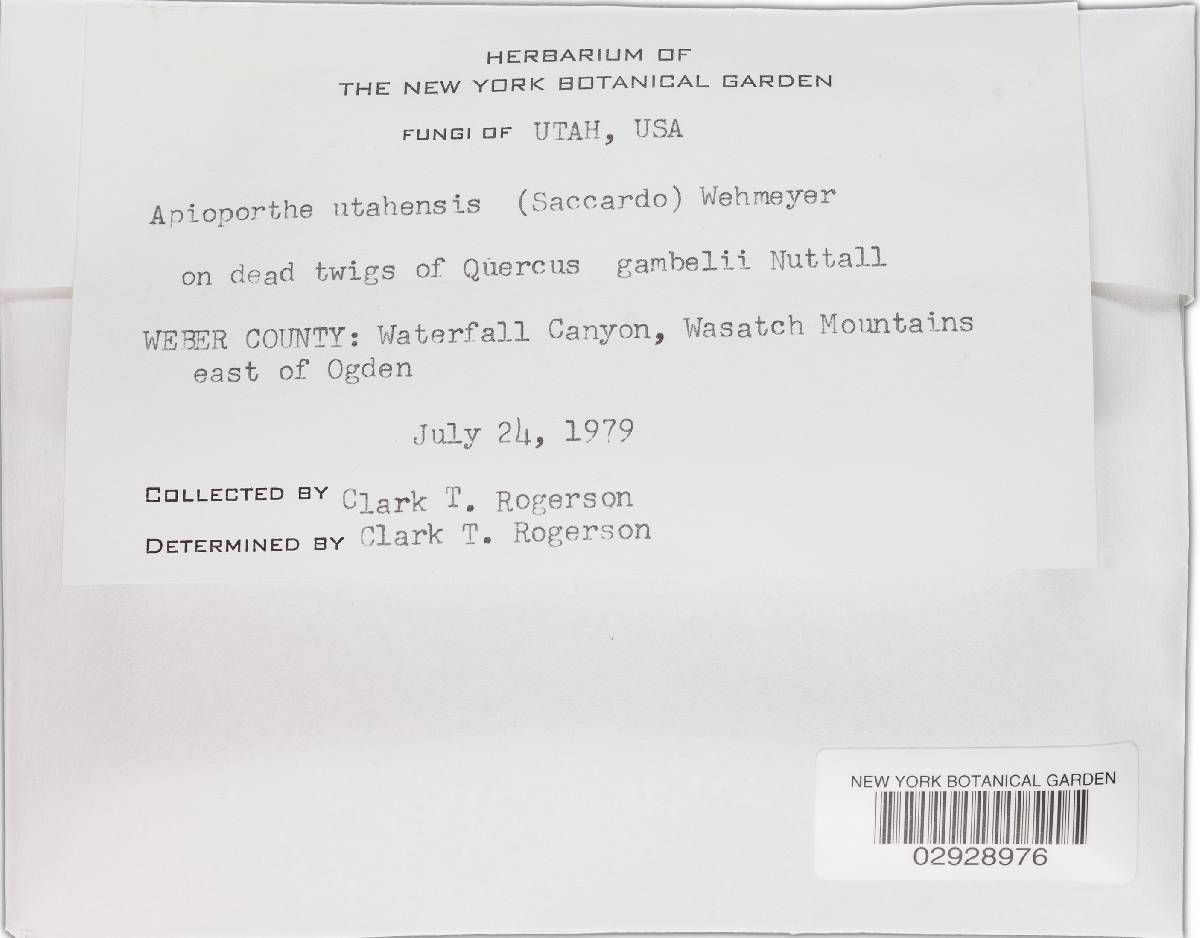 HERBARIUM OF
THE NEW YORK BOTANICAL GARDEN
FUNGI OF UTAH, USA
Apioporthe utahensis (Saccardo) Wehmeyer
on dead twigs of Quercus gambelii Nuttall
WEBER COUNTY: Waterfall Canyon, Wasatch Mountains
east of Ogden
July 24, 1979
COLLECTED BY Clark T. Rogerson
DETERMINED BY Clark T. Rogerson
NEW YORK BOTANICAL GARDEN
02928976